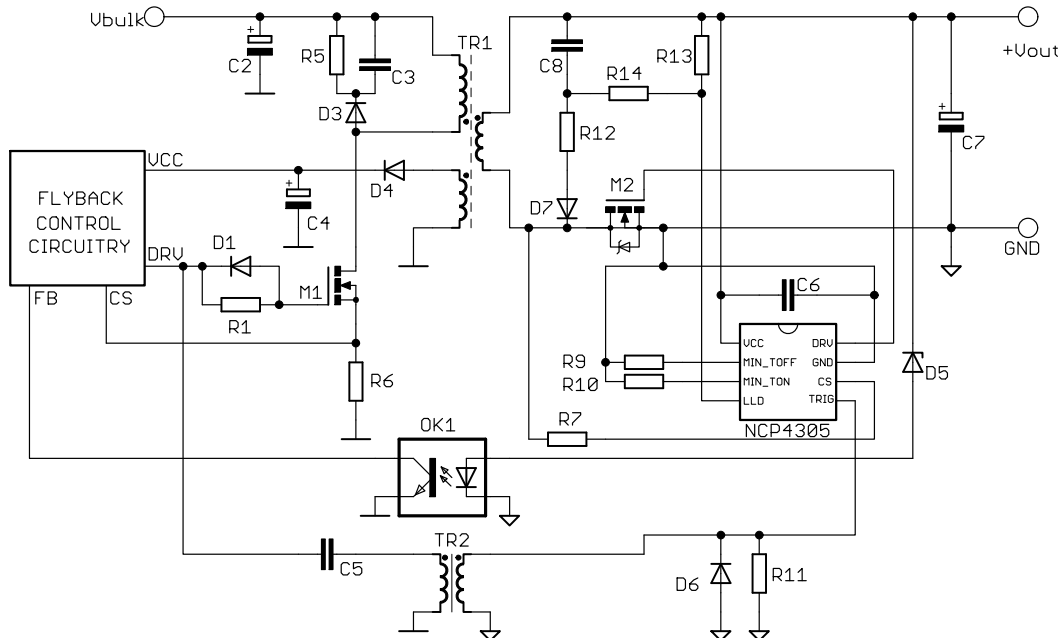 Vbulk
+
C2
R5
C3
TR1
C8
R14
R13
+Vout
D3
R12
+
C7
VCC
M2
FLYBACK
CONTROL
CIRCUITRY
+
C4
D4
D7
GND
DRV
D1
M1
C6
FB
CS
R1
R9
R10
VCC
DRV
MIN_TOFF
GND
MIN_TON
CS
LLD
TRIG
D5
R6
R7
NCP4305
OK1
TR2
C5
D6
R11